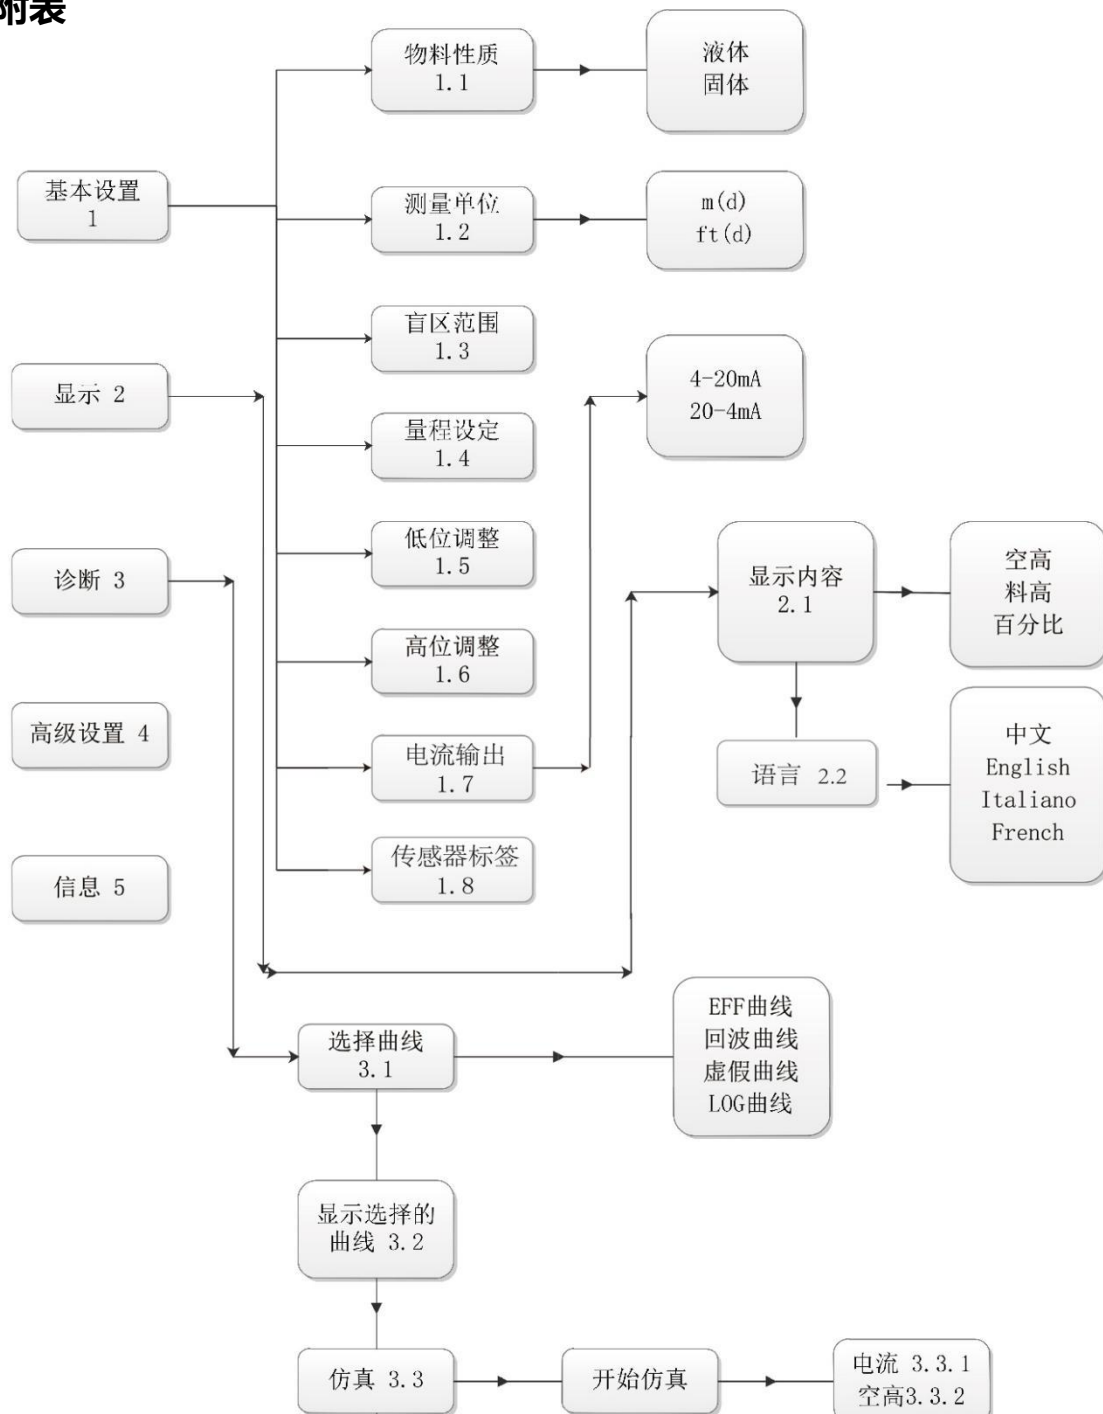 附表
物料性质
1.1
液体
固体
基本设置
1
测量单位
1.2
m(d)
ft(d)
盲区范围
1.3
显示 2
4-20mA
20-4mA
量程设定
1.4
低位调整
1.5
诊断 3
显示内容
2.1
空高
料高
百分比
高位调整
1.6
高级设置 4
电流输出
1.7
语言 2.2
中文
English
Italiano
French
传感器标签
1.8
信息 5
选择曲线
3.1
EFF曲线
回波曲线
虚假曲线
LOG曲线
显示选择的
曲线 3.2
仿真 3.3
开始仿真
电流 3.3.1
空高3.3.2